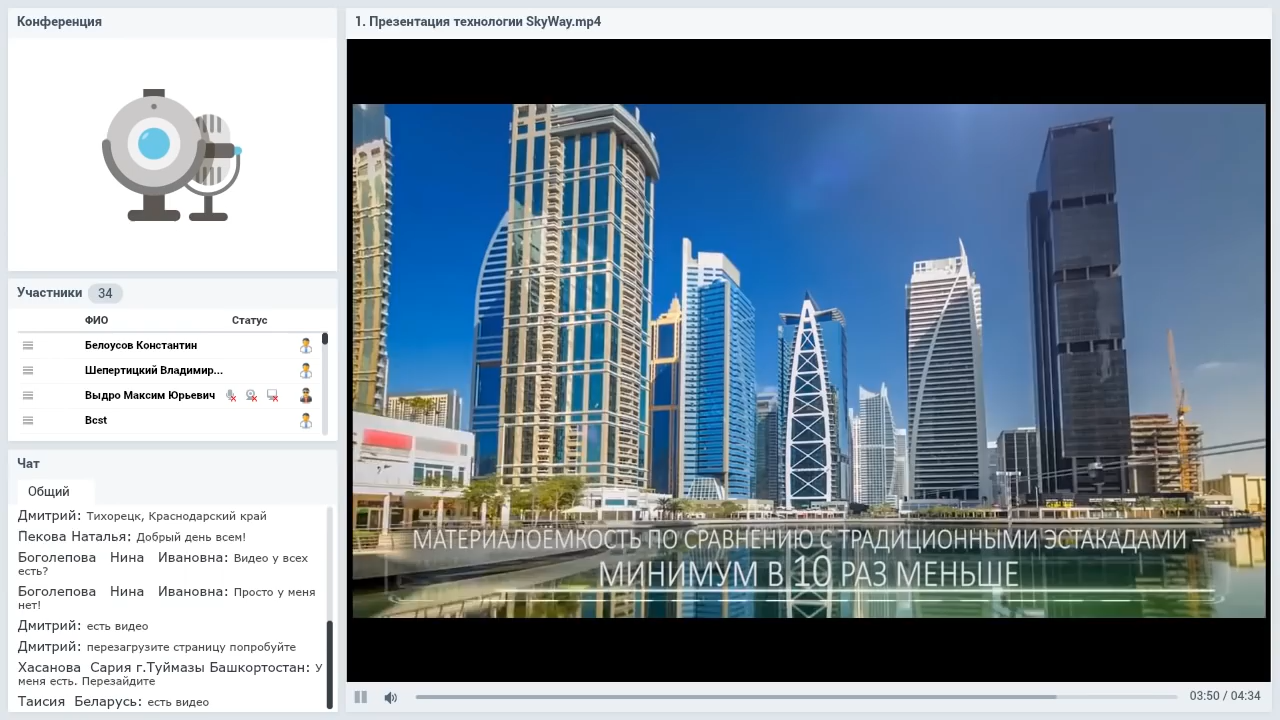 Конференция
Участники 34
ФИО Статус
Белоусов Константин
Шепертицкий Владимир...
Выдро Максим Юрьевич
Bcst
Чат
Общий
Дмитрий: Тихорецк, Краснодарский край
Пекова Наталья: Добрый день всем!
Боголепова Нина Ивановна: Видео у всех
есть?
Боголепова Нина Ивановна: Просто у меня
нет!
Дмитрий: есть видео
Дмитрий: перезагрузите страницу попробуйте
Хасанова Сария г.Туймазы Башкортостан: У
меня есть. Перезайдите
Таисия Беларусь: есть видео
1. Презентация технологии SkyWay.mp4
МАТЕРИАЛОЕМКОСТЬ ПО СРАВНЕНИЮ С ТРАДИЦИОННЫМИ ЭСТАКАДАМИ –
МИНИМУМ В 10 РАЗ МЕНЬШЕ
03:50 / 04:34